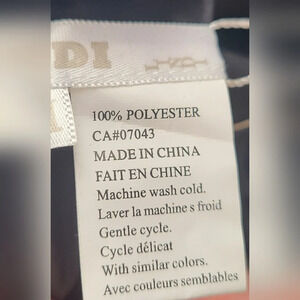 DI
100% POLYESTER
CA#07043
MADE IN CHINA
FAIT EN CHINE
Machine wash cold.
Laver la machine s froid
Gentle cycle.
Cycle délicat
With similar colors.
Avec couleurs semblables